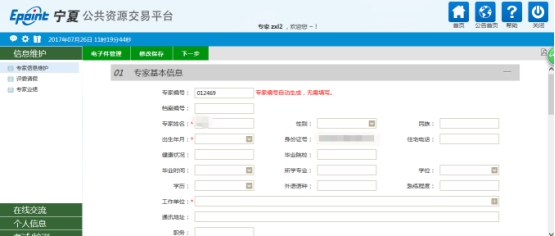 Epoint 宁夏 公共资源交易平台
专家 zxl2 , 欢迎您 ~ !
首页 公告首页 帮助 关闭
2017年07月26日 11时19分44秒
信息维护
电子件管理 修改保存 下一步
专家信息维护
评委请假
专家业绩
01 专家基本信息
专家编号: 012469 专家编号自动生成,无需填写。
档案编号:
专家姓名:* 性别: 民族:
出生年月:* 身份证号: 住宅电话:
健康状况: 毕业院校:
毕业时间: 所学专业: 学位:
学历: 外语语种: 熟练程度:
工作单位:*
通讯地址:
职务:
在线交流
个人信息